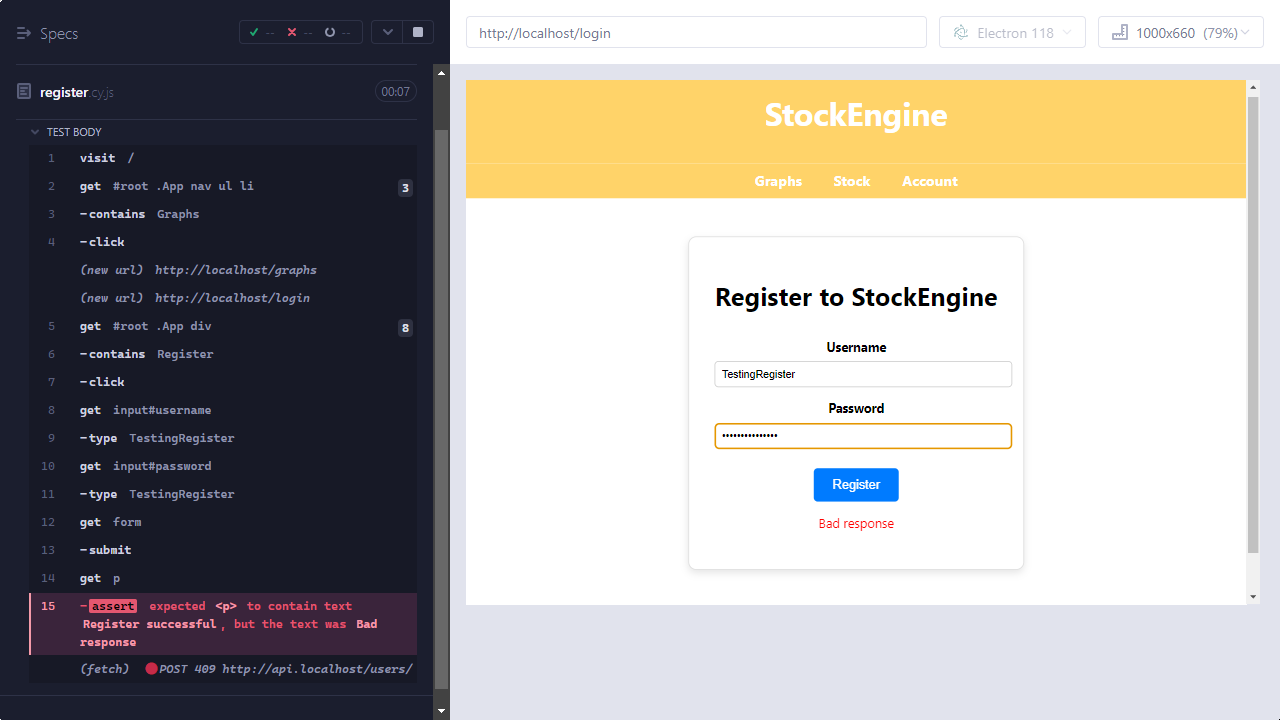 Specs
-- -- --
http://localhost/login
Electron 118
1000x660 (79%)
register.cy.js
00:07
TEST BODY
1 visit /
2 get #root .App nav ul li 3
3 -contains Graphs
4 -click
(new url) http://localhost/graphs
(new url) http://localhost/login
5 get #root .App div 8
6 -contains Register
7 -click
8 get input#username
9 -type TestingRegister
10 get input#password
11 -type TestingRegister
12 get form
13 -submit
14 get p
15 -assert expected <p> to contain text
Register successful, but the text was Bad
response
(fetch) POST 409 http://api.localhost/users/
StockEngine
Graphs Stock Account
Register to StockEngine
Username
TestingRegister
Password
•••••••••••••••
Register
Bad response